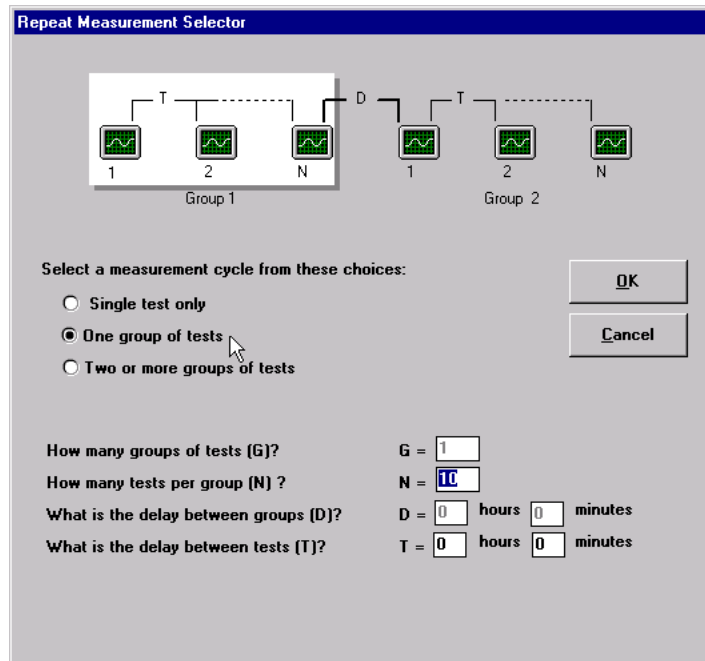 Repeat Measurement Selector
T D T
1 2 N 1 2 N
Group 1 Group 2
Select a measurement cycle from these choices:
Single test only
One group of tests
Two or more groups of tests
OK
Cancel
How many groups of tests (G)? G = 1
How many tests per group (N) ? N = 10
What is the delay between groups (D)? D = 0 hours 0 minutes
What is the delay between tests (T)? T = 0 hours 0 minutes